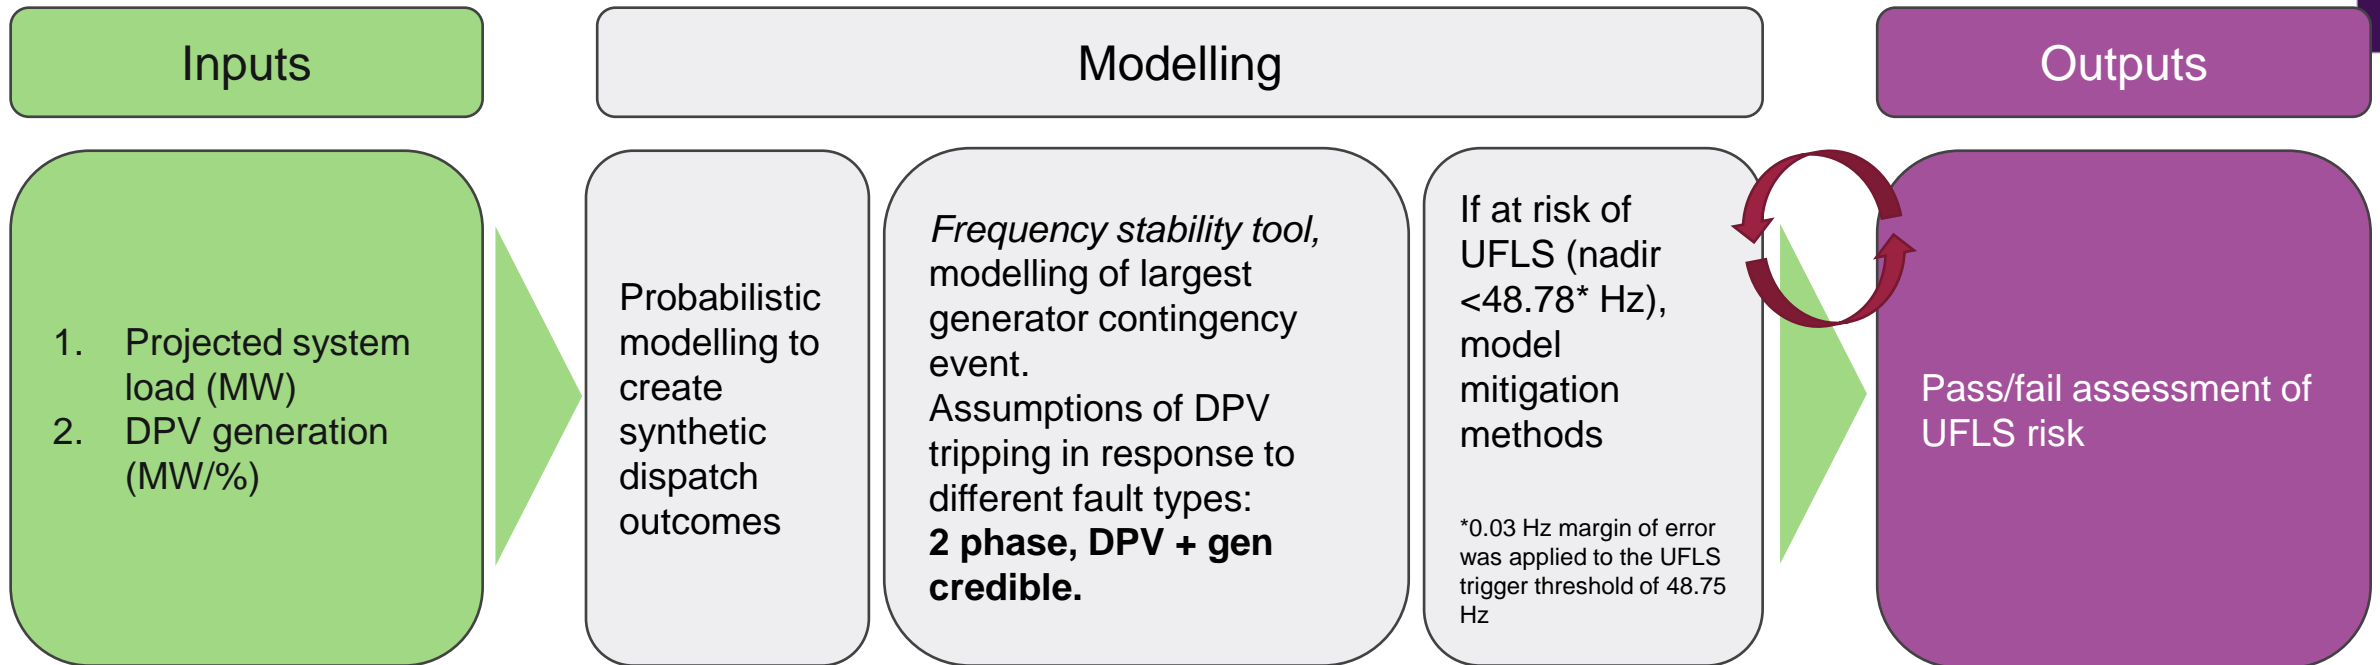 Inputs
Modelling
Outputs
1. Projected system
load (MW)
2. DPV generation
(MW/%)
Probabilistic
modelling to
create
synthetic
dispatch
outcomes
Frequency stability tool,
modelling of largest
generator contingency
event.
Assumptions of DPV
tripping in response to
different fault types:
2 phase, DPV + gen
credible.
If at risk of
UFLS (nadir
<48.78* Hz),
model
mitigation
methods
*0.03 Hz margin of error
was applied to the UFLS
trigger threshold of 48.75
Hz
Pass/fail assessment of
UFLS risk